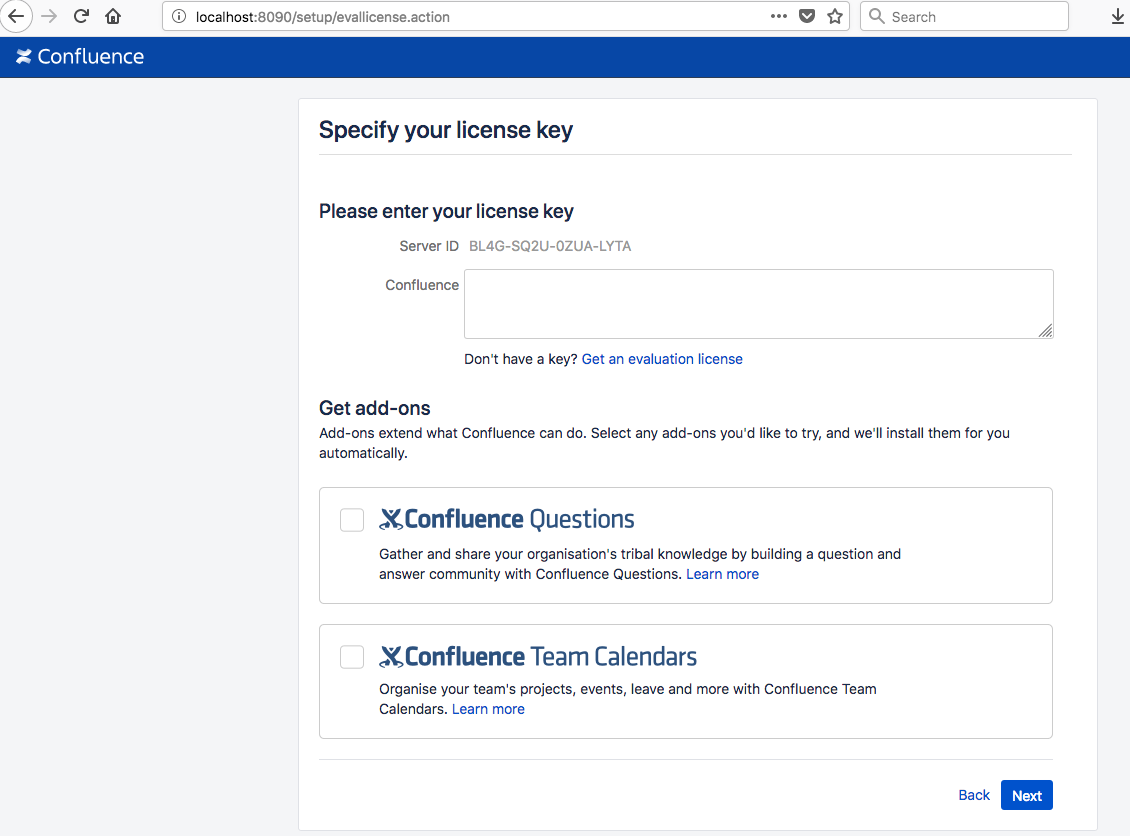 localhost:8090/setup/evallicense.action
Search
Confluence
Specify your license key
Please enter your license key
Server ID BL4G-SQ2U-0ZUA-LYTA
Confluence
Don't have a key? Get an evaluation license
Get add-ons
Add-ons extend what Confluence can do. Select any add-ons you'd like to try, and we'll install them for you
automatically.
Confluence Questions
Gather and share your organisation's tribal knowledge by building a question and
answer community with Confluence Questions. Learn more
Confluence Team Calendars
Organise your team's projects, events, leave and more with Confluence Team
Calendars. Learn more
Back Next